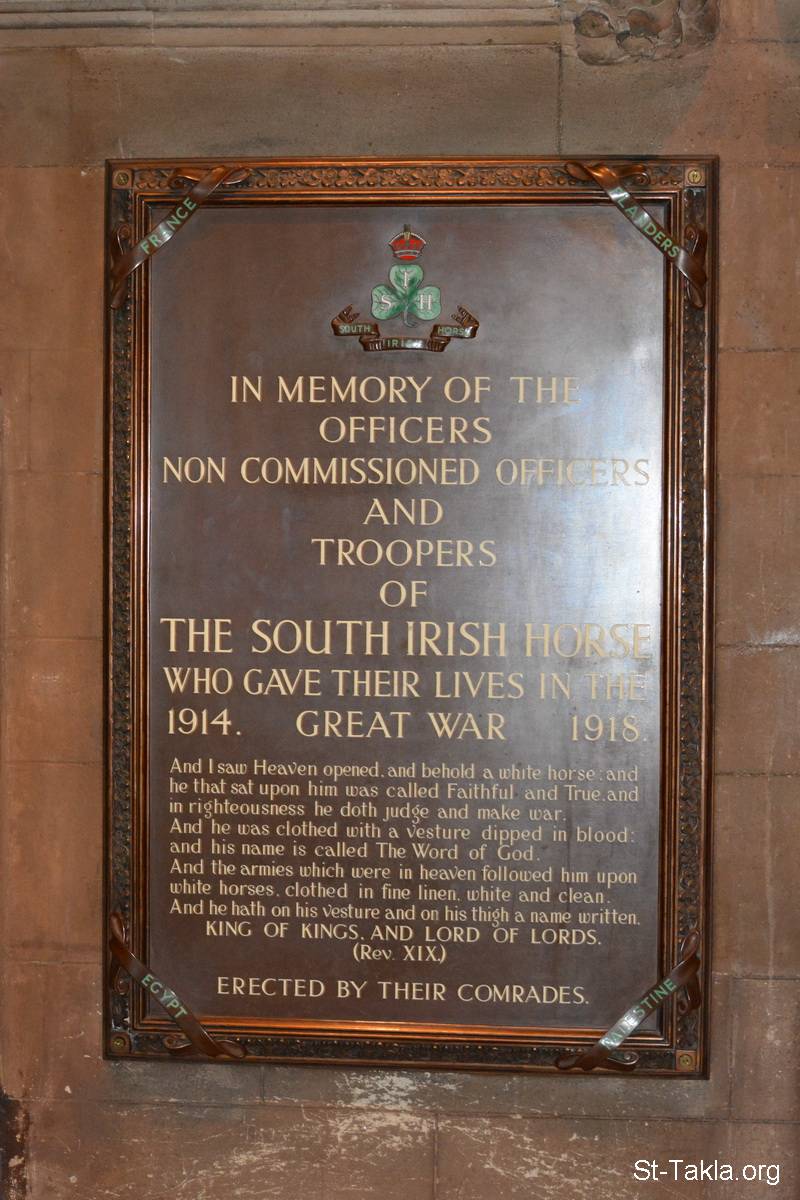 FRANCE
FLANDERS
S I H
SOUTH IRISH HORSE
IN MEMORY OF THE
OFFICERS
NON COMMISSIONED OFFICERS
AND
TROOPERS
OF
THE SOUTH IRISH HORSE
WHO GAVE THEIR LIVES IN THE
1914. GREAT WAR 1918.
And I saw Heaven opened, and behold a white horse; and
he that sat upon him was called Faithful and True, and
in righteousness he doth judge and make war.
And he was clothed with a vesture dipped in blood:
and his name is called The Word of God.
And the armies which were in heaven followed him upon
white horses, clothed in fine linen, white and clean.
And he hath on his vesture and on his thigh a name written,
KING OF KINGS, AND LORD OF LORDS.
(Rev. XIX.)
ERECTED BY THEIR COMRADES.
EGYPT
PALESTINE
St-Takla.org